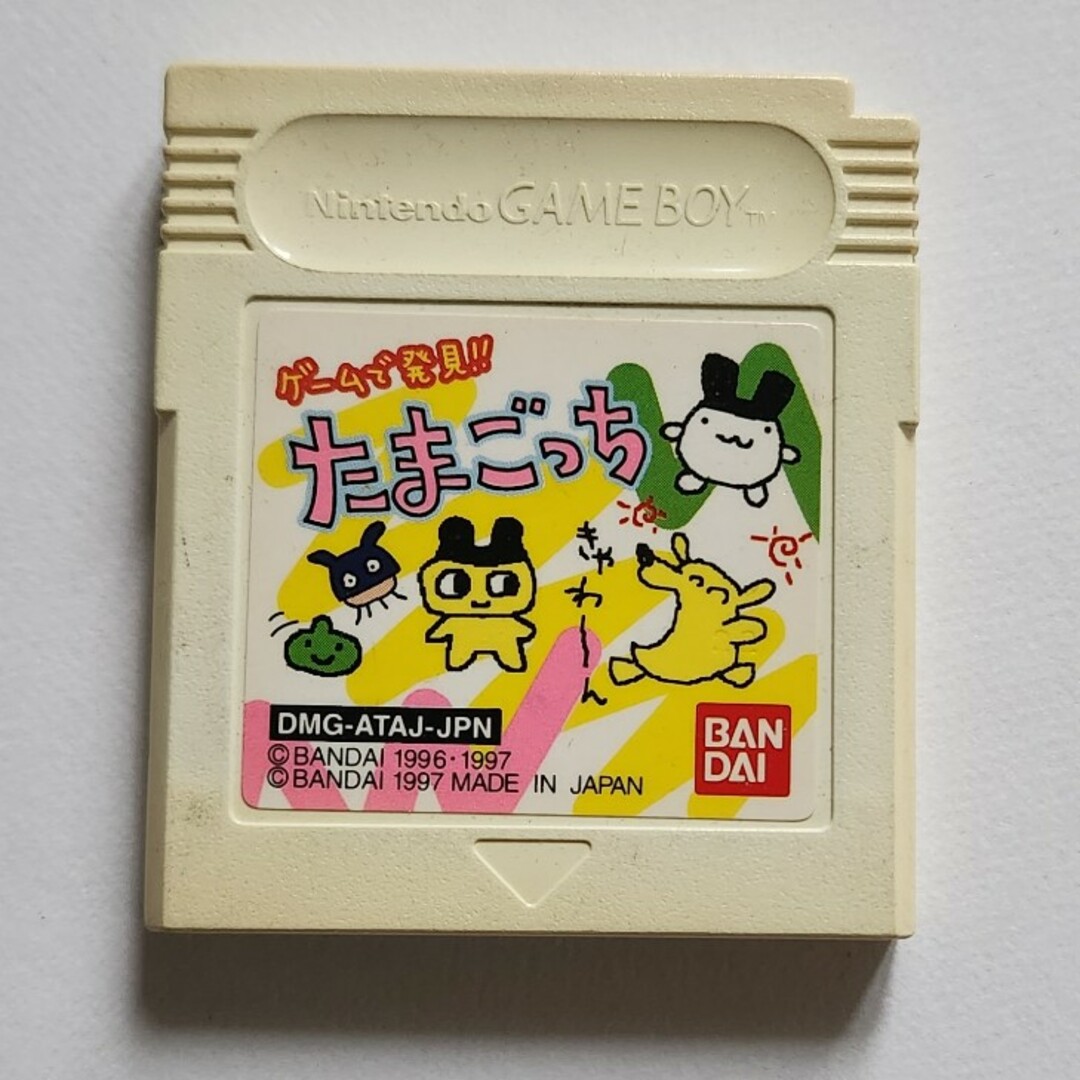 Nintendo GAME BOY™
ゲームで発見!!
たまごっち
きゃわーん
DMG-ATAJ-JPN
©BANDAI 1996・1997
©BANDAI 1997 MADE IN JAPAN
BAN
DAI